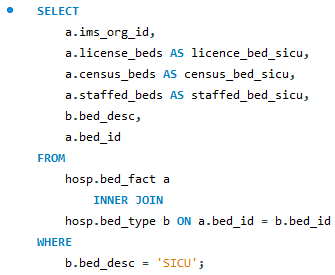 SELECT
a.ims_org_id,
a.license_beds AS licence_bed_sicu,
a.census_beds AS census_bed_sicu,
a.staffed_beds AS staffed_bed_sicu,
b.bed_desc,
a.bed_id
FROM
hosp.bed_fact a
INNER JOIN
hosp.bed_type b ON a.bed_id = b.bed_id
WHERE
b.bed_desc = 'SICU';